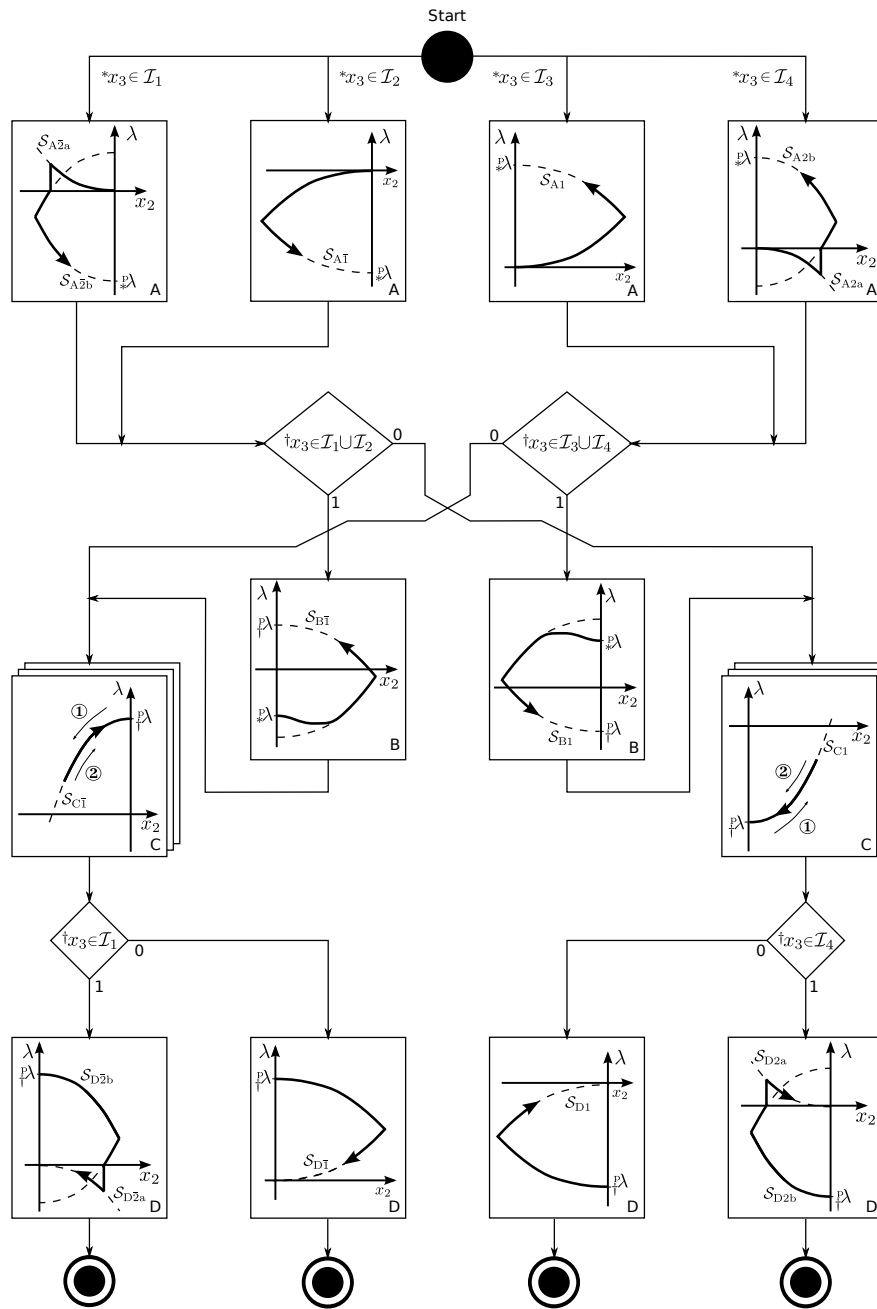 Start
*x₃∈ℐ₁
*x₃∈ℐ₂
*x₃∈ℐ₃
*x₃∈ℐ₄
𝒮A2̄a
λ
x₂
𝒮A2̄b
ᴾ⁎λ
A
λ
x₂
𝒮A1̄
ᴾ⁎λ
A
λ
ᴾ⁎λ
𝒮A1
x₂
A
λ
ᴾ⁎λ
𝒮A2b
x₂
𝒮A2a
A
†x₃∈ℐ₁∪ℐ₂
0
1
†x₃∈ℐ₃∪ℐ₄
0
1
λ
ᴾ†λ
𝒮B1̄
x₂
ᴾ⁎λ
B
λ
ᴾ⁎λ
x₂
𝒮B1
ᴾ†λ
B
λ
①
ᴾ†λ
②
𝒮C1̄
x₂
C
λ
x₂
𝒮C1
②
ᴾ†λ
①
C
†x₃∈ℐ₁
0
1
†x₃∈ℐ₄
0
1
λ
ᴾ†λ
𝒮D2̄b
x₂
𝒮D2̄a
D
λ
ᴾ†λ
𝒮D1̄
x₂
D
λ
𝒮D1
x₂
ᴾ†λ
D
𝒮D2a
λ
x₂
𝒮D2b
ᴾ†λ
D